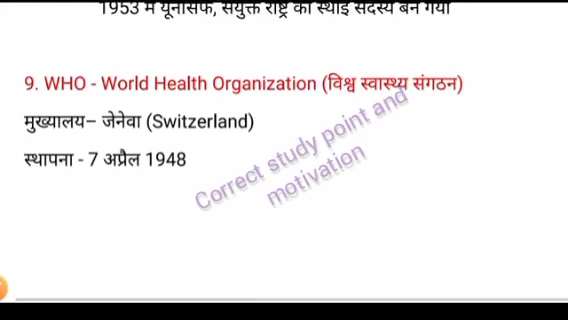 1953 में यूनीसेफ, संयुक्त राष्ट्र का स्थाई सदस्य बन गया
9. WHO - World Health Organization (विश्व स्वास्थ्य संगठन)
मुख्यालय– जेनेवा (Switzerland)
स्थापना - 7 अप्रैल 1948
Correct study point and
motivation